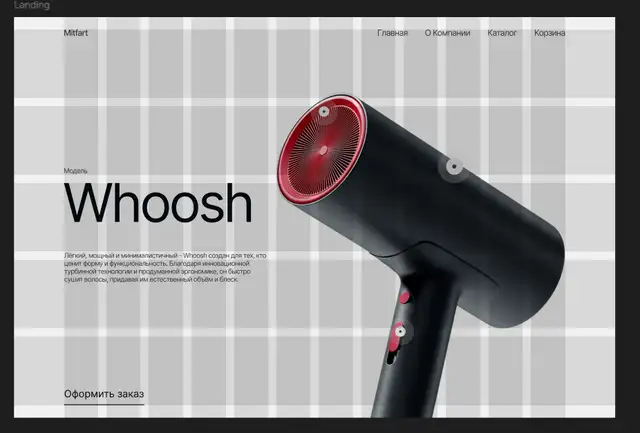 Landing
Mitfart
Главная
О Компании
Каталог
Корзина
Модель
Whoosh
Лёгкий, мощный и минималистичный - Whoosh создан для тех, кто
ценит форму и функциональность. Благодаря инновационной
турбинной технологии и продуманной эргономике, он быстро
сушит волосы, придавая им естественный объём и блеск.
Оформить заказ